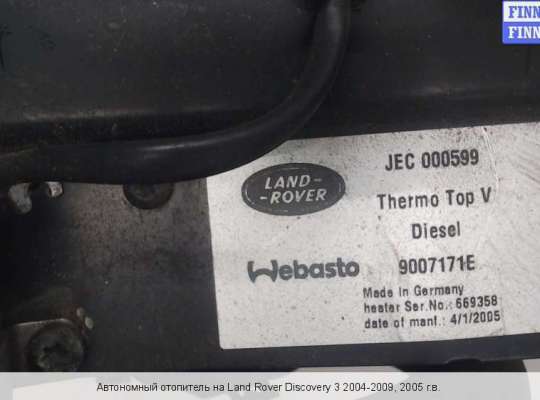 FINN
FINN
JEC 000599
LAND-
-ROVER
Thermo Top V
Diesel
Webasto 9007171E
Made in Germany
heater Ser.No.: 669358
date of manf.: 4/1/2005
Автономный отопитель на Land Rover Discovery 3 2004-2009, 2005 г.в.